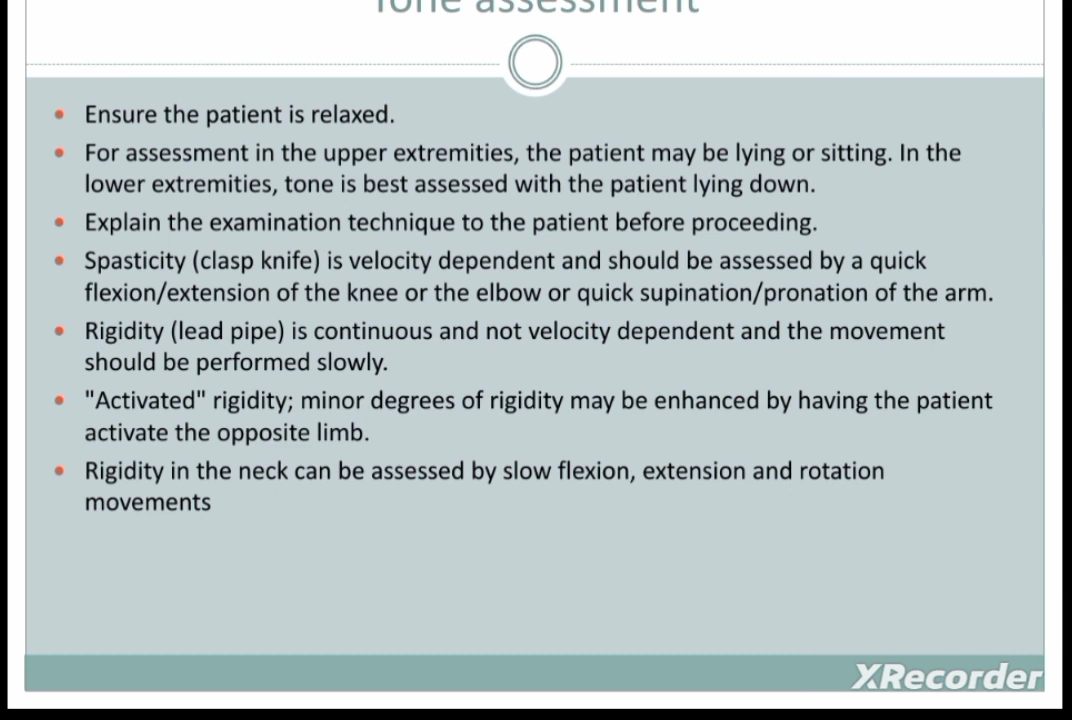 Tone assessment
• Ensure the patient is relaxed.
• For assessment in the upper extremities, the patient may be lying or sitting. In the
lower extremities, tone is best assessed with the patient lying down.
• Explain the examination technique to the patient before proceeding.
• Spasticity (clasp knife) is velocity dependent and should be assessed by a quick
flexion/extension of the knee or the elbow or quick supination/pronation of the arm.
• Rigidity (lead pipe) is continuous and not velocity dependent and the movement
should be performed slowly.
• "Activated" rigidity; minor degrees of rigidity may be enhanced by having the patient
activate the opposite limb.
• Rigidity in the neck can be assessed by slow flexion, extension and rotation
movements
XRecorder